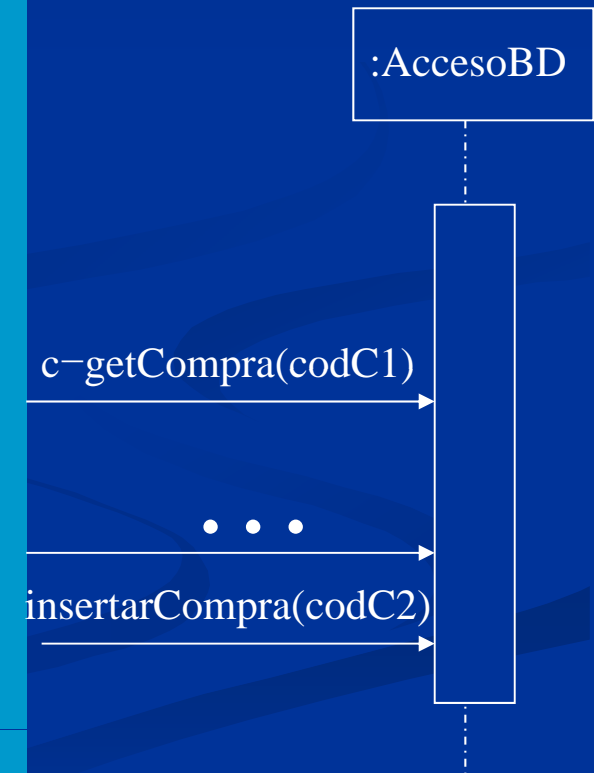 :AccesoBD
c−getCompra(codC1)
• • •
insertarCompra(codC2)